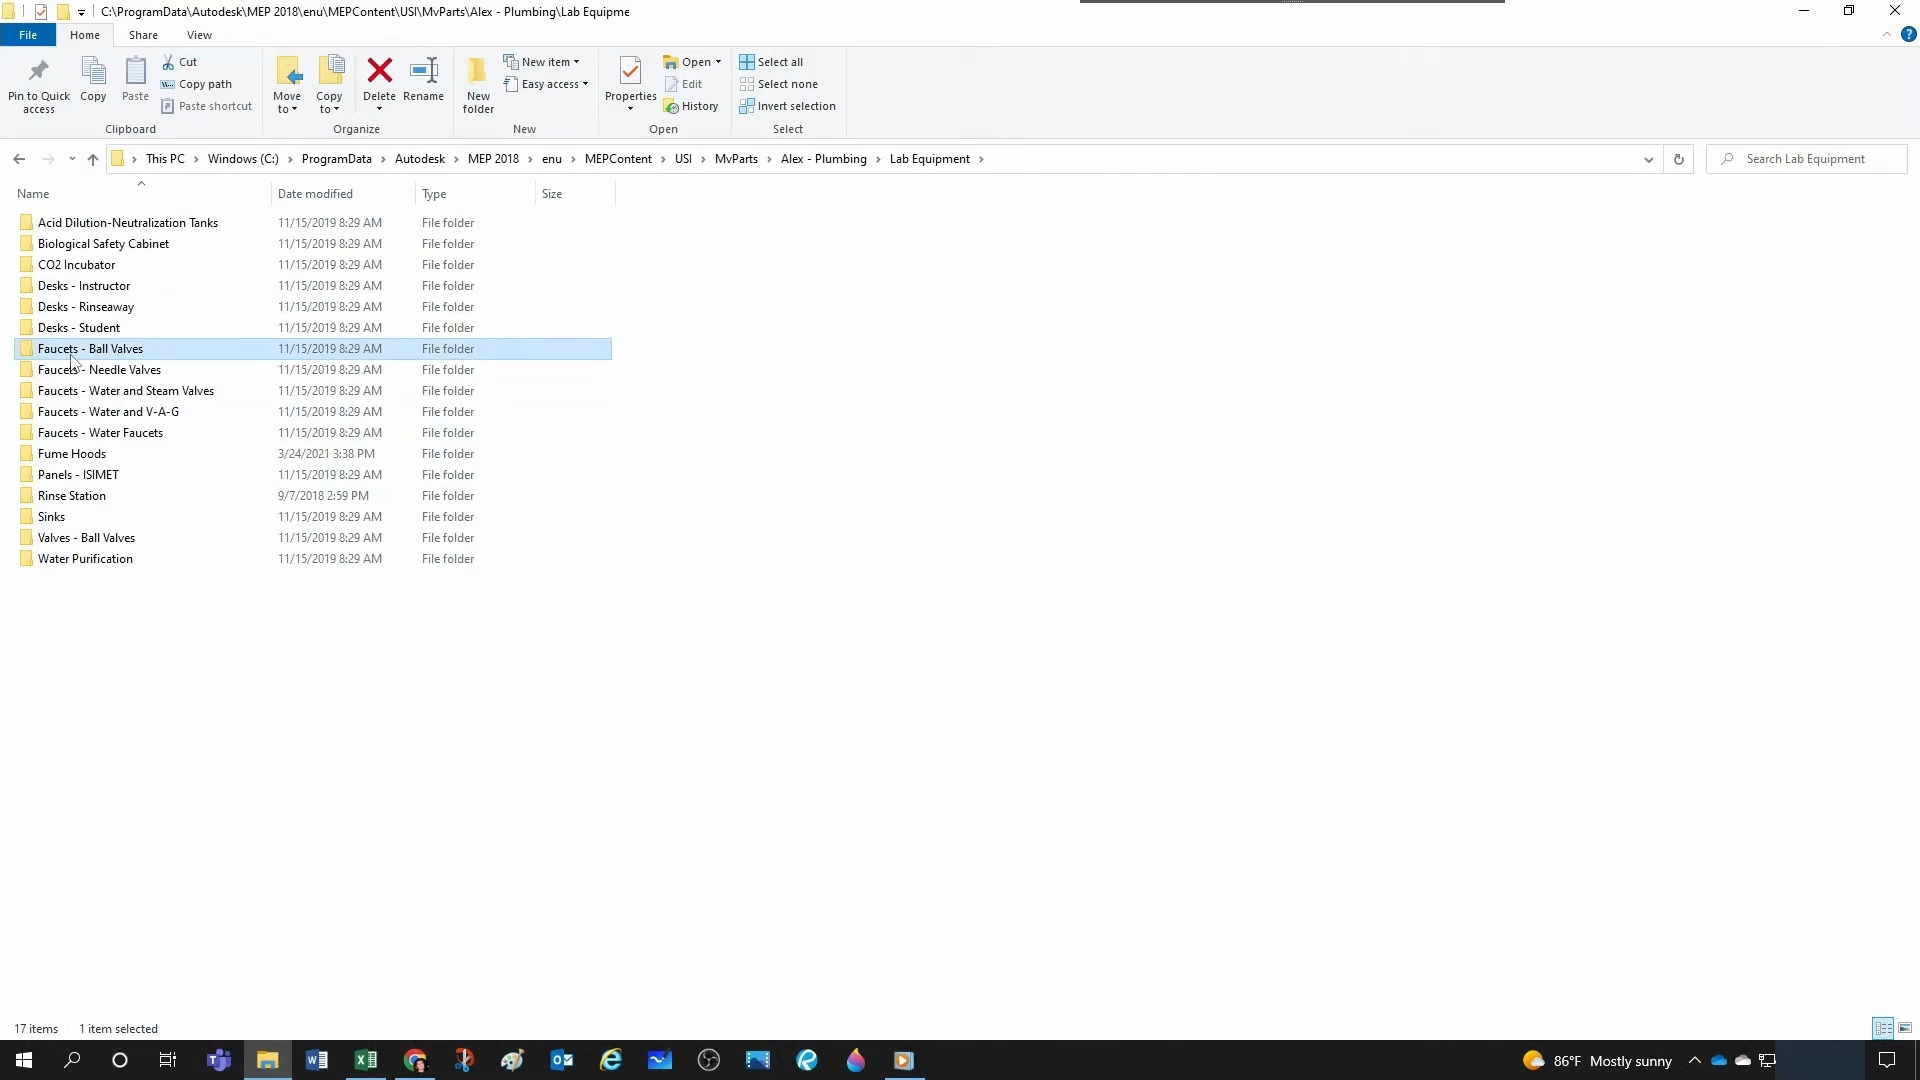 C:\ProgramData\Autodesk\MEP 2018\enu\MEPContent\USI\MvParts\Alex - Plumbing\Lab Equipme
File Home Share View
Pin to Quick access
Copy
Paste
Cut
Copy path
Paste shortcut
Clipboard
Move to
Copy to
Delete
Rename
Organize
New folder
New item
Easy access
New
Properties
Open
Edit
History
Open
Select all
Select none
Invert selection
Select
This PC > Windows (C:) > ProgramData > Autodesk > MEP 2018 > enu > MEPContent > USI > MvParts > Alex - Plumbing > Lab Equipment >
Search Lab Equipment
Name Date modified Type Size
Acid Dilution-Neutralization Tanks 11/15/2019 8:29 AM File folder
Biological Safety Cabinet 11/15/2019 8:29 AM File folder
CO2 Incubator 11/15/2019 8:29 AM File folder
Desks - Instructor 11/15/2019 8:29 AM File folder
Desks - Rinseaway 11/15/2019 8:29 AM File folder
Desks - Student 11/15/2019 8:29 AM File folder
Faucets - Ball Valves 11/15/2019 8:29 AM File folder
Faucets - Needle Valves 11/15/2019 8:29 AM File folder
Faucets - Water and Steam Valves 11/15/2019 8:29 AM File folder
Faucets - Water and V-A-G 11/15/2019 8:29 AM File folder
Faucets - Water Faucets 11/15/2019 8:29 AM File folder
Fume Hoods 3/24/2021 3:38 PM File folder
Panels - ISIMET 11/15/2019 8:29 AM File folder
Rinse Station 9/7/2018 2:59 PM File folder
Sinks 11/15/2019 8:29 AM File folder
Valves - Ball Valves 11/15/2019 8:29 AM File folder
Water Purification 11/15/2019 8:29 AM File folder
17 items 1 item selected
86°F Mostly sunny